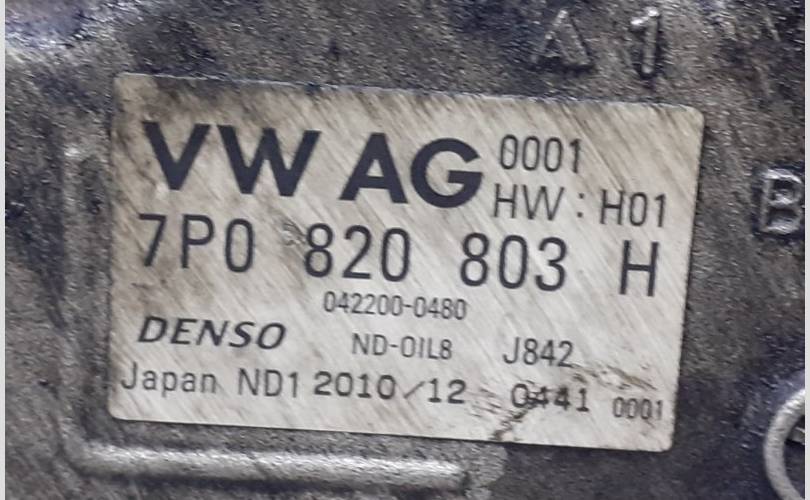 A 1
VW AG 0001
HW : H01
7P0 820 803 H
042200-0480
DENSO ND-OIL8 J842
Japan ND1 2010/12 0441 0001
B